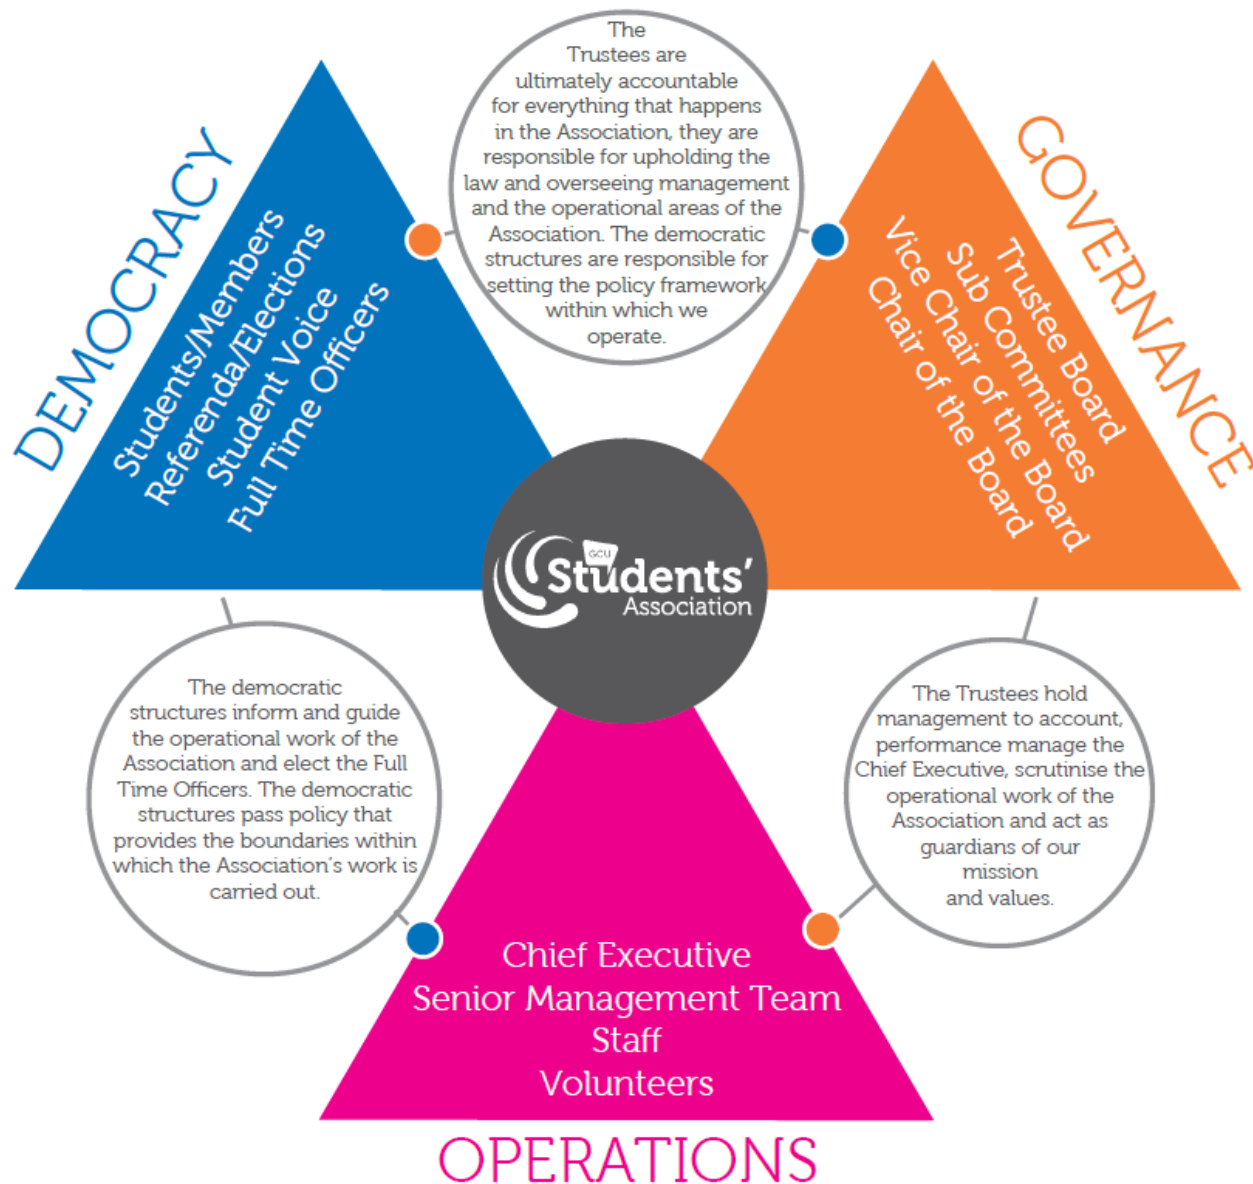 The
Trustees are
ultimately accountable
for everything that happens
in the Association, they are
responsible for upholding the
law and overseeing management
and the operational areas of the
Association. The democratic
structures are responsible for
setting the policy framework
within which we
operate.
DEMOCRACY
Students/Members
Referenda/Elections
Student Voice
Full Time Officers
GOVERNANCE
Trustee Board
Sub Committees
Vice Chair of the Board
Chair of the Board
GCU
Students'
Association
The democratic
structures inform and guide
the operational work of the
Association and elect the Full
Time Officers. The democratic
structures pass policy that
provides the boundaries within
which the Association's work is
carried out.
The Trustees hold
management to account,
performance manage the
Chief Executive, scrutinise the
operational work of the
Association and act as
guardians of our
mission
and values.
Chief Executive
Senior Management Team
Staff
Volunteers
OPERATIONS